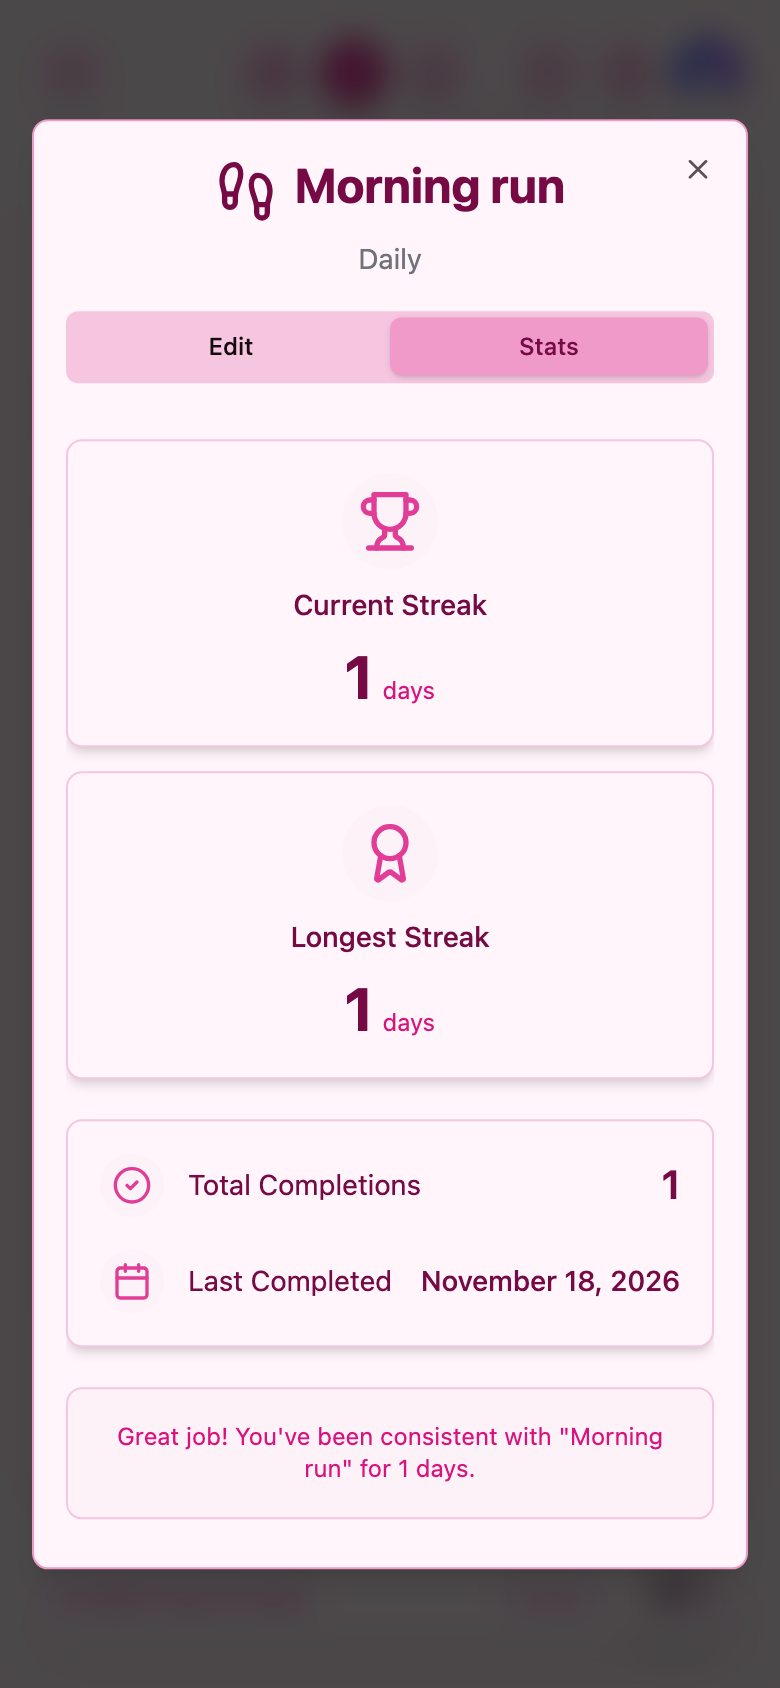 Morning run
Daily
Edit
Stats
Current Streak
1 days
Longest Streak
1 days
Total Completions 1
Last Completed November 18, 2026
Great job! You've been consistent with "Morning
run" for 1 days.